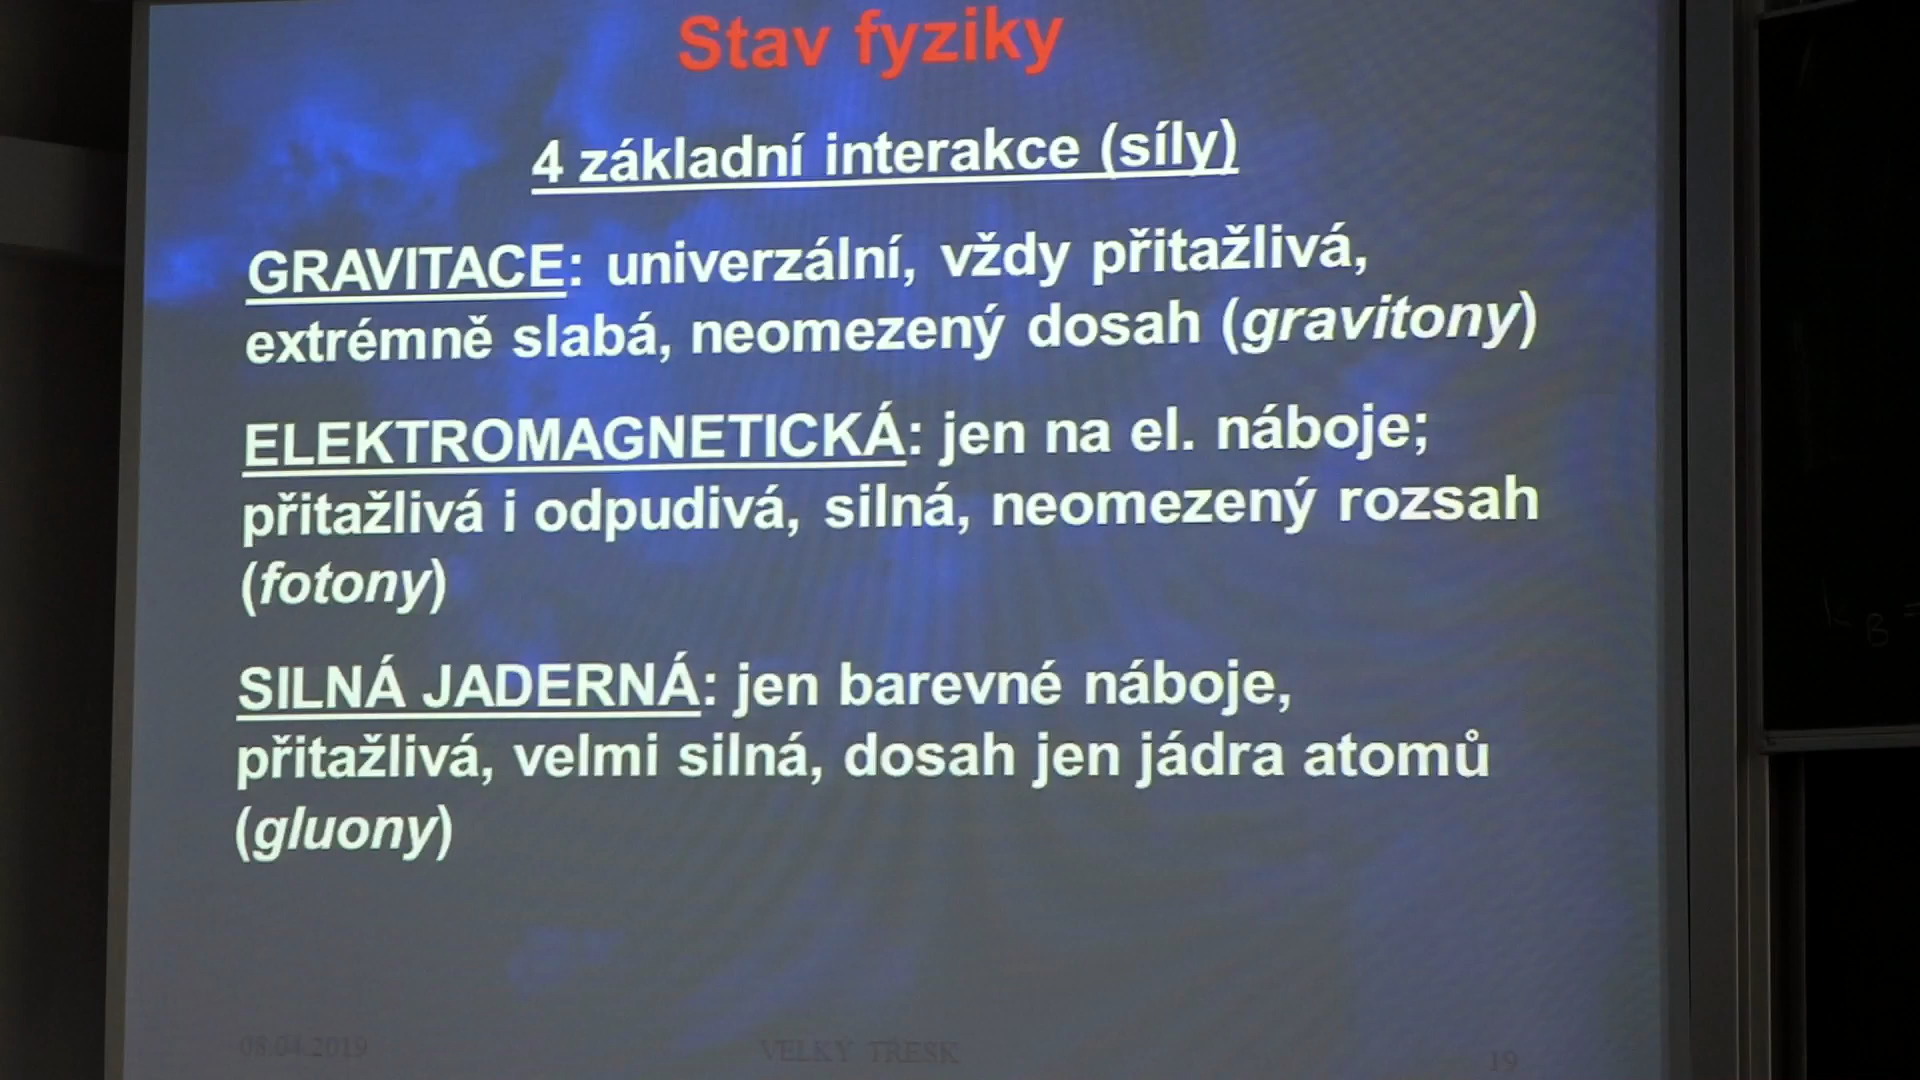 Stav fyziky
4 základní interakce (síly)
GRAVITACE: univerzální, vždy přitažlivá,
extrémně slabá, neomezený dosah (gravitony)
ELEKTROMAGNETICKÁ: jen na el. náboje;
přitažlivá i odpudivá, silná, neomezený rozsah
(fotony)
SILNÁ JADERNÁ: jen barevné náboje,
přitažlivá, velmi silná, dosah jen jádra atomů
(gluony)
08.04.2019 VELKÝ TŘESK 19